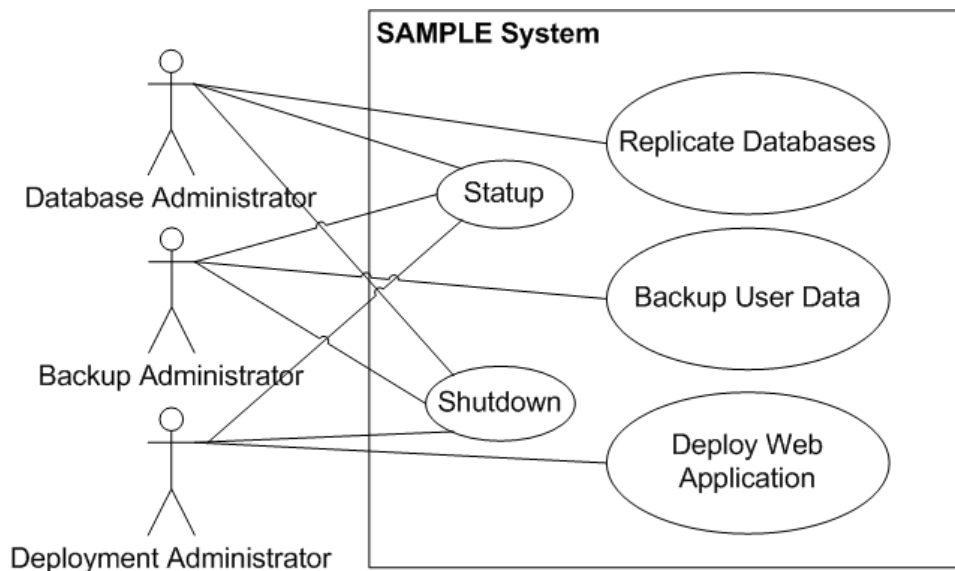 SAMPLE System
Replicate Databases
Database Administrator
Statup
Backup User Data
Backup Administrator
Shutdown
Deploy Web
Application
Deployment Administrator